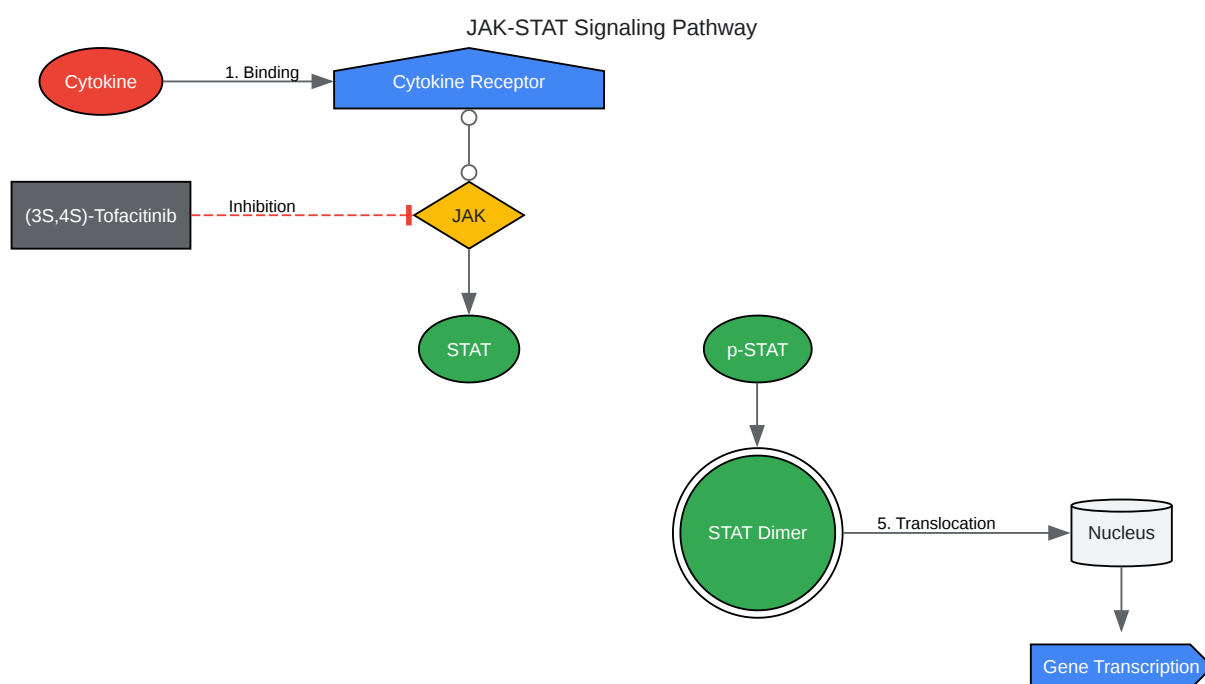 JAK-STAT Signaling Pathway
Cytokine
1. Binding
Cytokine Receptor
(3S,4S)-Tofacitinib
Inhibition
JAK
STAT
p-STAT
STAT Dimer
5. Translocation
Nucleus
Gene Transcription